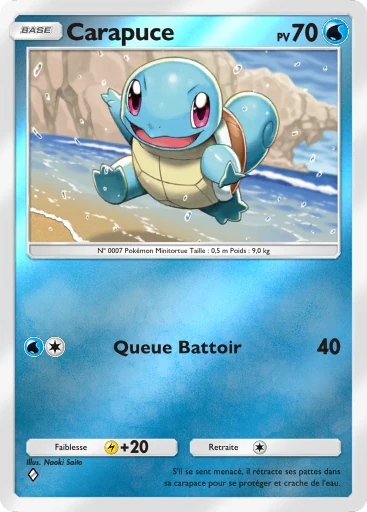 BASE Carapuce PV 70
N° 0007 Pokémon Minitortue Taille : 0,5 m Poids : 9,0 kg
Queue Battoir 40
Faiblesse +20 Retraite
Illus. Naoki Saito
S'il se sent menacé, il rétracte ses pattes dans
sa carapace pour se protéger et crache de l'eau.